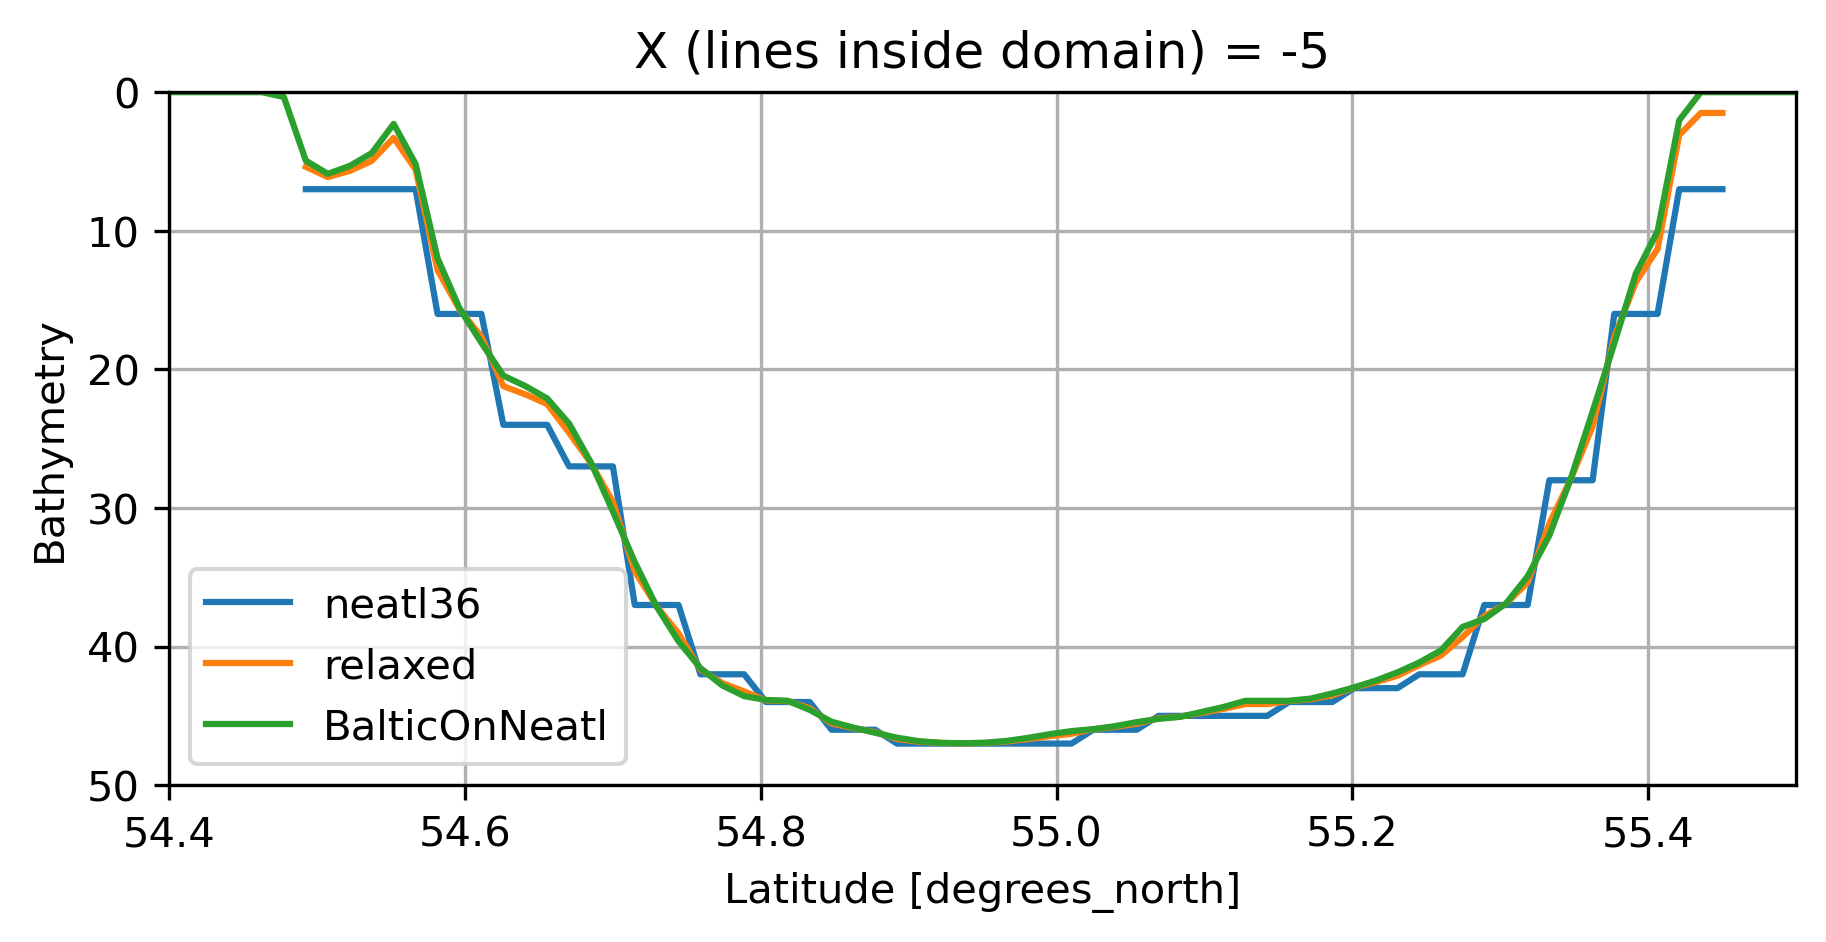 X (lines inside domain) = -5
0
10
20
30
40
50
Bathymetry
neatl36
relaxed
BalticOnNeatl
54.4 54.6 54.8 55.0 55.2 55.4
Latitude [degrees_north]